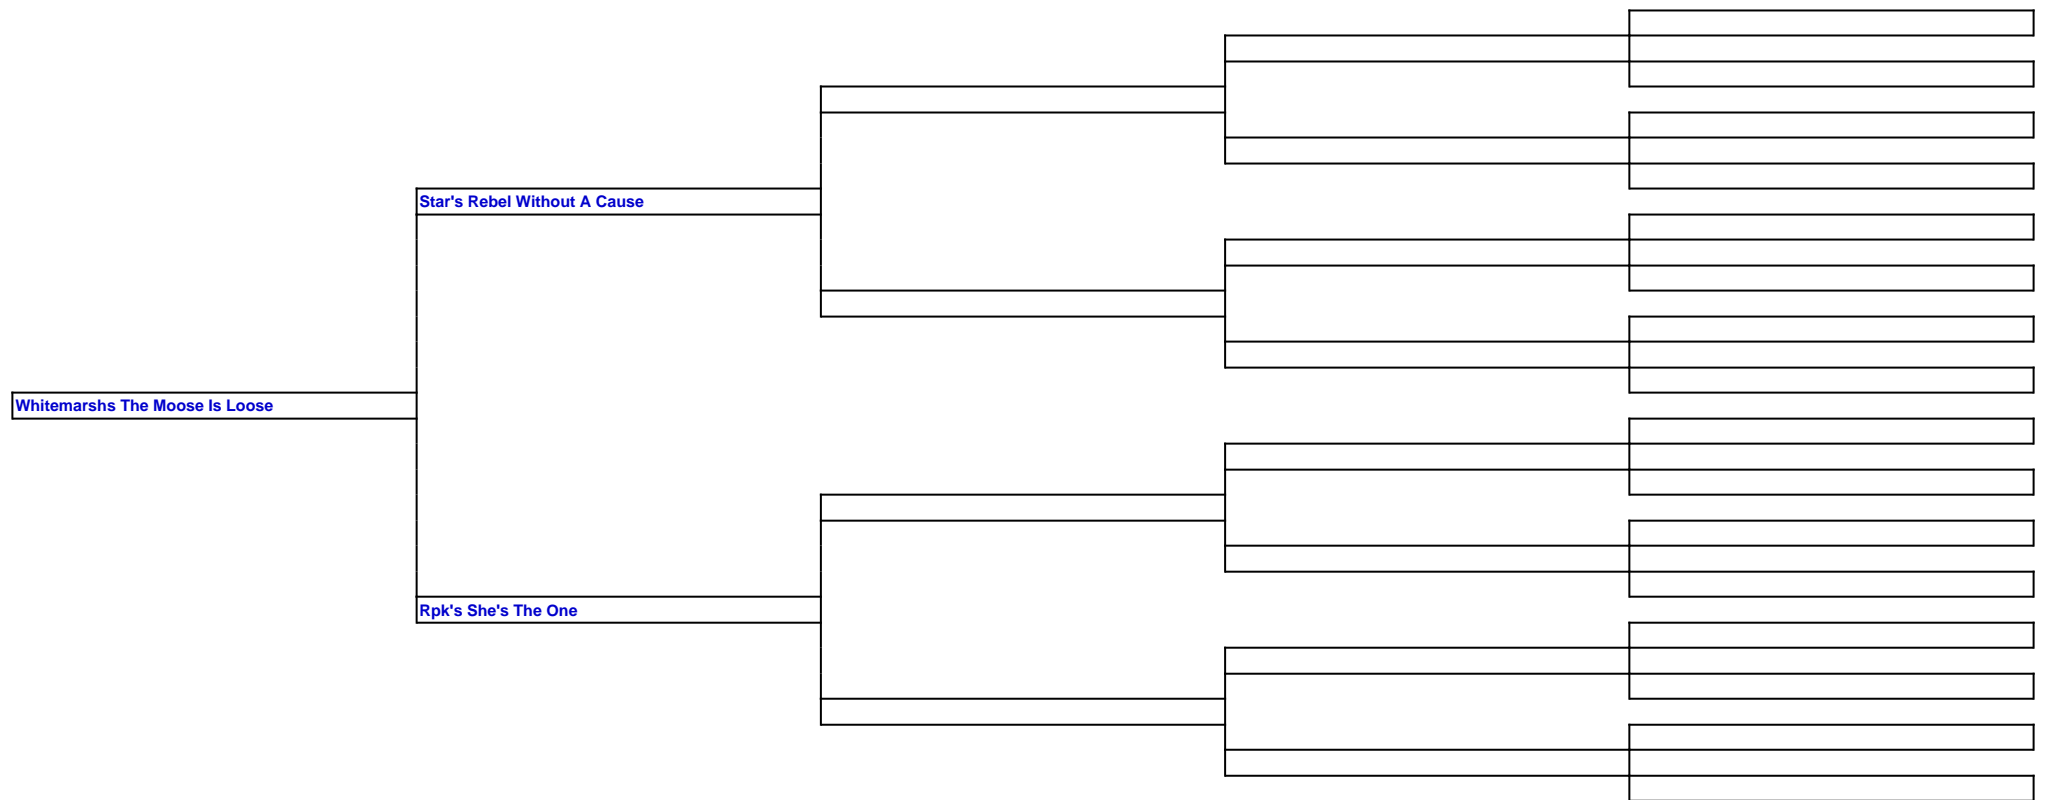 Star's Rebel Without A Cause
Whitemarshs The Moose Is Loose
Rpk's She's The One